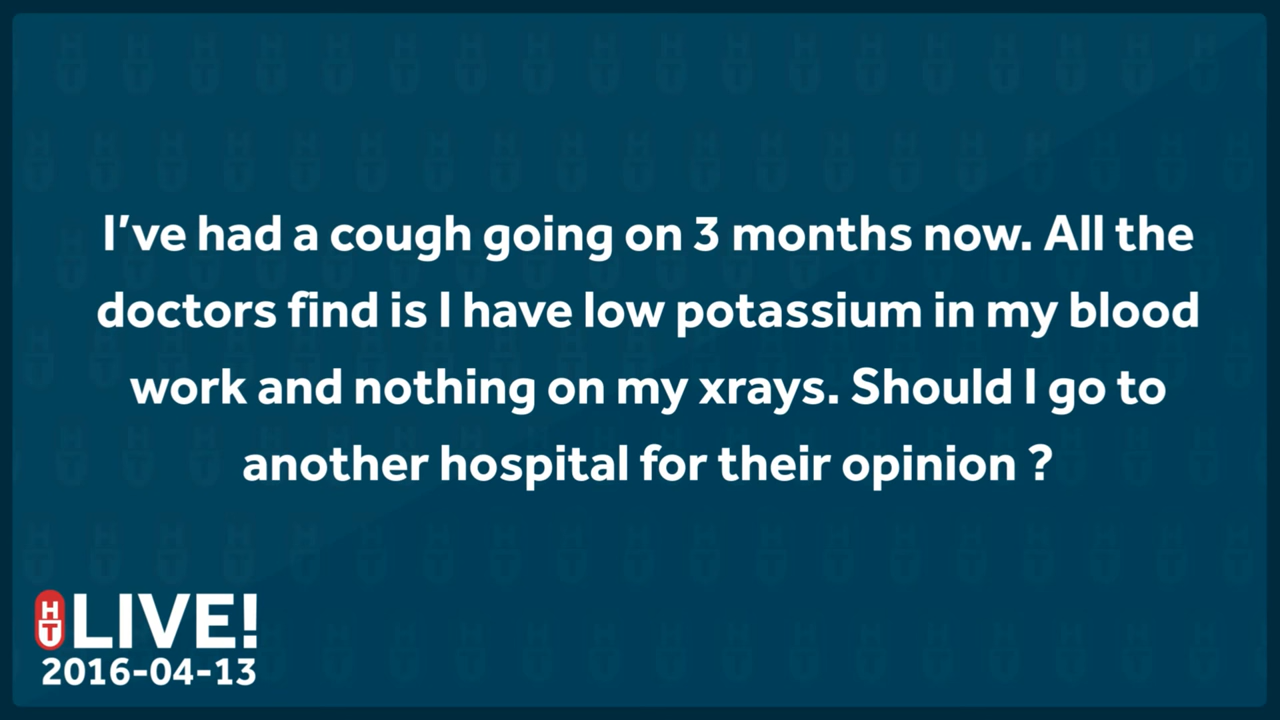 I've had a cough going on 3 months now. All the
doctors find is I have low potassium in my blood
work and nothing on my xrays. Should I go to
another hospital for their opinion ?
HT LIVE!
2016-04-13